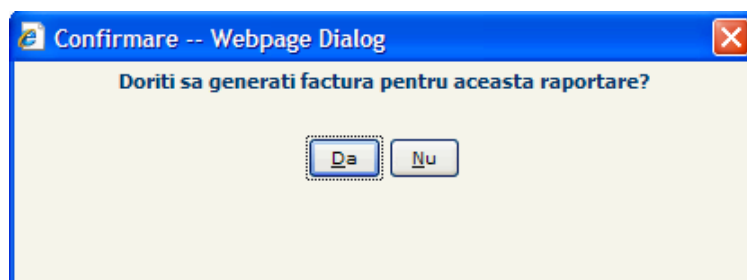 Confirmare -- Webpage Dialog
Doriti sa generati factura pentru aceasta raportare?
Da Nu